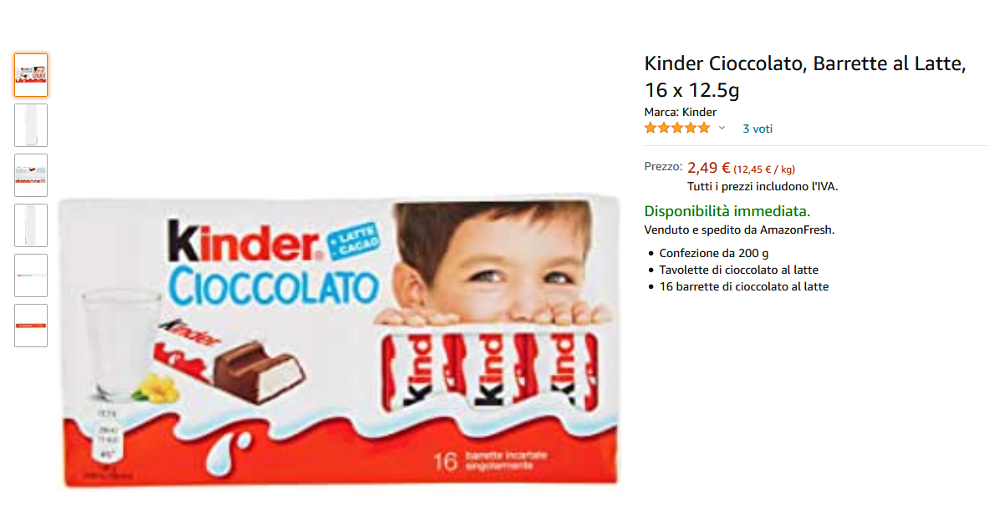 Kinder Cioccolato, Barrette al Latte,
16 x 12.5g
Marca: Kinder
3 voti
Prezzo: 2,49 € (12,45 € / kg)
Tutti i prezzi includono l'IVA.
Disponibilità immediata.
Venduto e spedito da AmazonFresh.
Confezione da 200 g
Tavolette di cioccolato al latte
16 barrette di cioccolato al latte
Kinder
+ LATTE
- CACAO
CIOCCOLATO
Kinder
Kind
Kind
Kind
16 barrette incartate
singolarmente